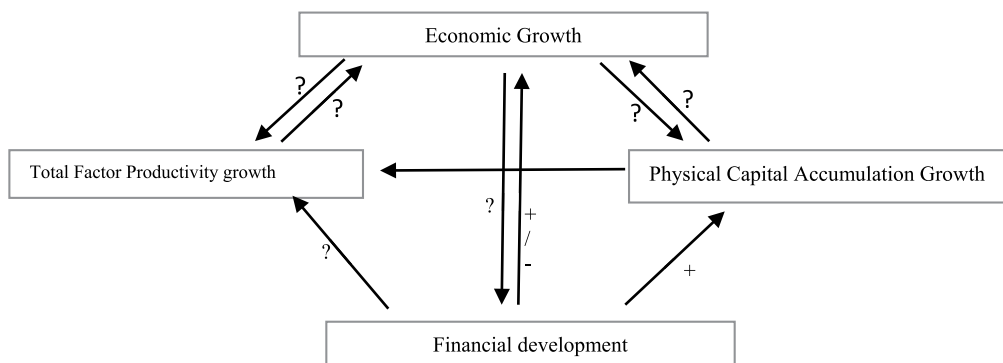 Economic Growth
?
?
?
?
Total Factor Productivity growth
Physical Capital Accumulation Growth
?
+
/
-
?
+
Financial development